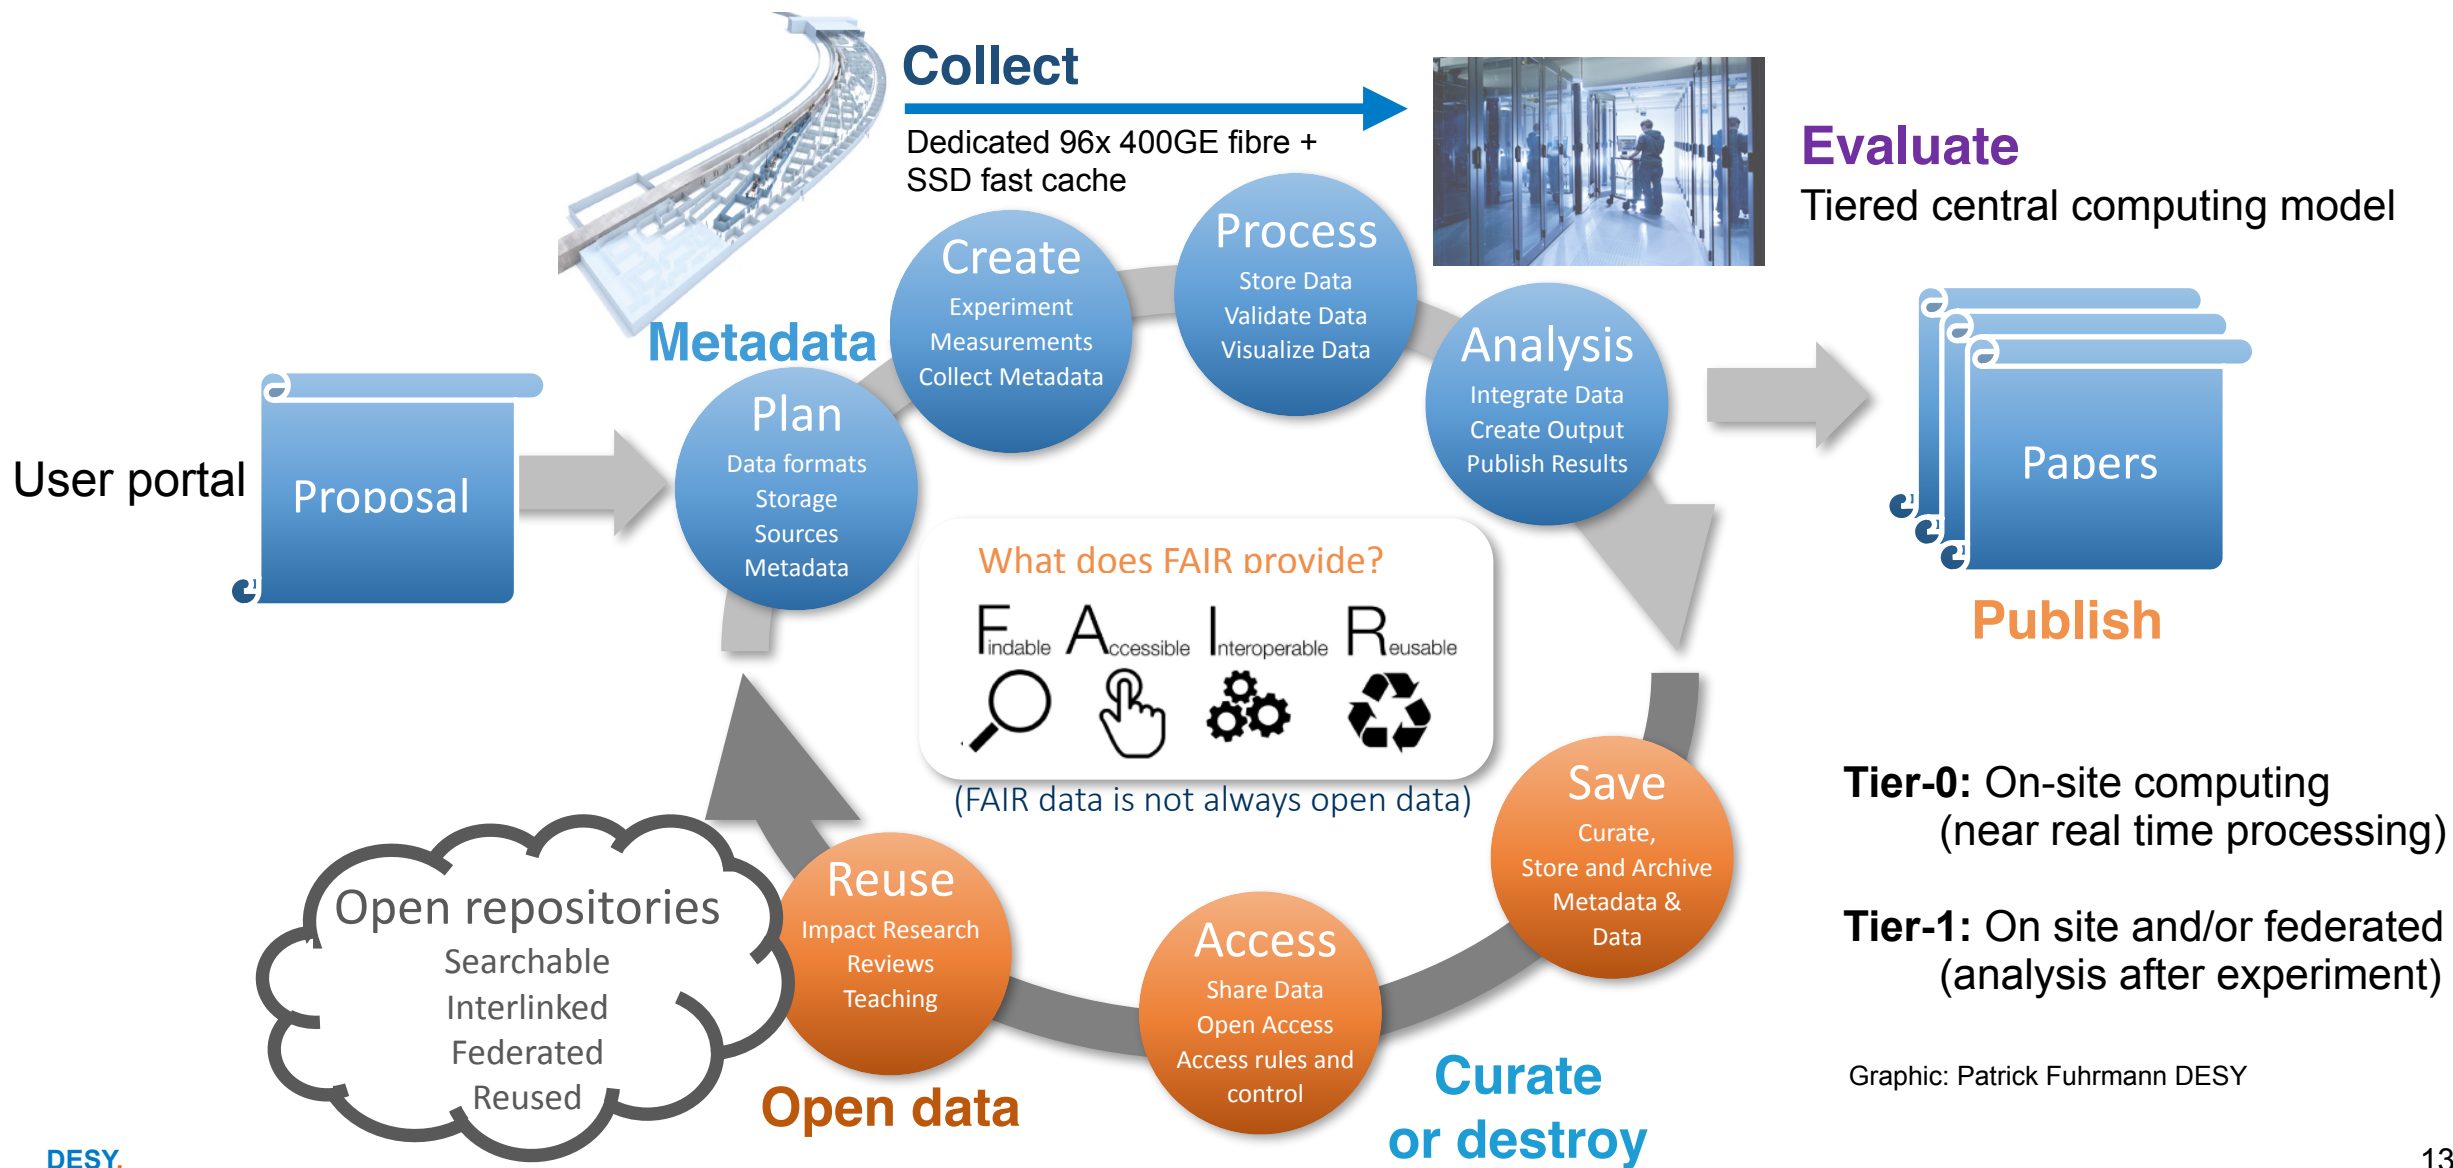 Collect
Dedicated 96x 400GE fibre +
SSD fast cache
Evaluate
Tiered central computing model
Metadata
User portal
Proposal
Plan
Data formats
Storage
Sources
Metadata
Create
Experiment
Measurements
Collect Metadata
Process
Store Data
Validate Data
Visualize Data
Analysis
Integrate Data
Create Output
Publish Results
Papers
Publish
What does FAIR provide?
Findable Accessible Interoperable Reusable
(FAIR data is not always open data)
Save
Curate,
Store and Archive
Metadata &
Data
Access
Share Data
Open Access
Access rules and
control
Reuse
Impact Research
Reviews
Teaching
Open repositories
Searchable
Interlinked
Federated
Reused
Open data
Curate
or destroy
Tier-0: On-site computing
(near real time processing)
Tier-1: On site and/or federated
(analysis after experiment)
Graphic: Patrick Fuhrmann DESY
DESY.
13